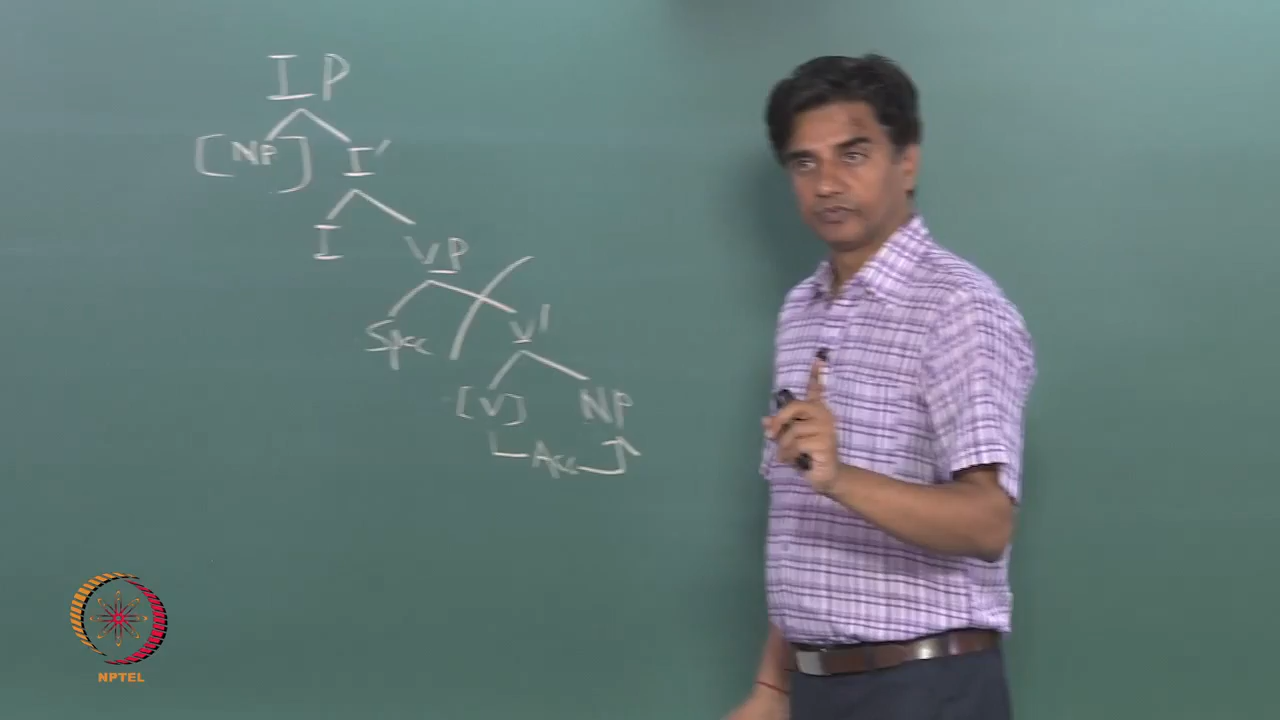 IP
[NP] I'
I VP
Spec V'
[V] NP
Acc
NPTEL